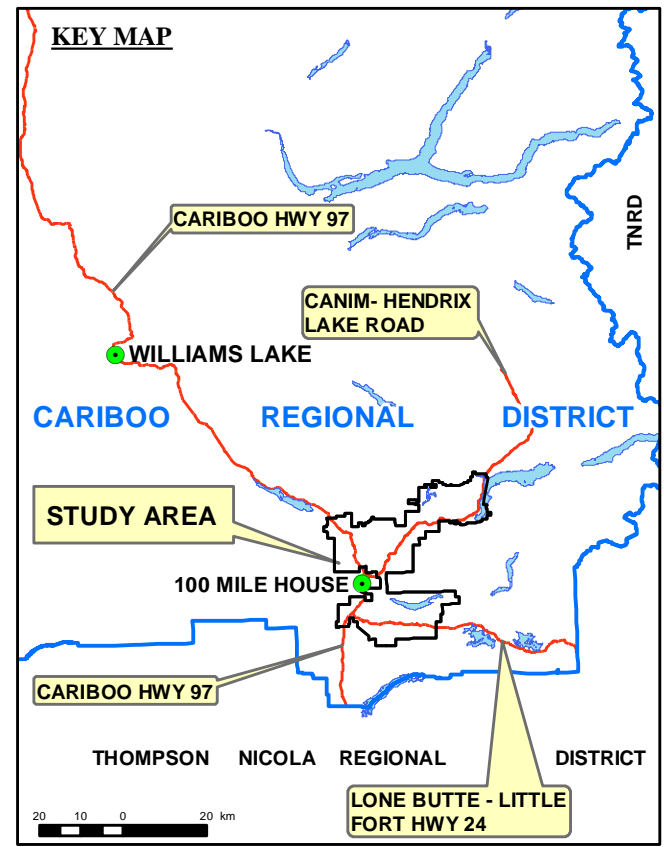 KEY MAP
TNRD
CARIBOO HWY 97
CANIM- HENDRIX
LAKE ROAD
WILLIAMS LAKE
CARIBOO REGIONAL DISTRICT
STUDY AREA
100 MILE HOUSE
CARIBOO HWY 97
THOMPSON NICOLA REGIONAL DISTRICT
LONE BUTTE - LITTLE
FORT HWY 24
20 10 0 20 km